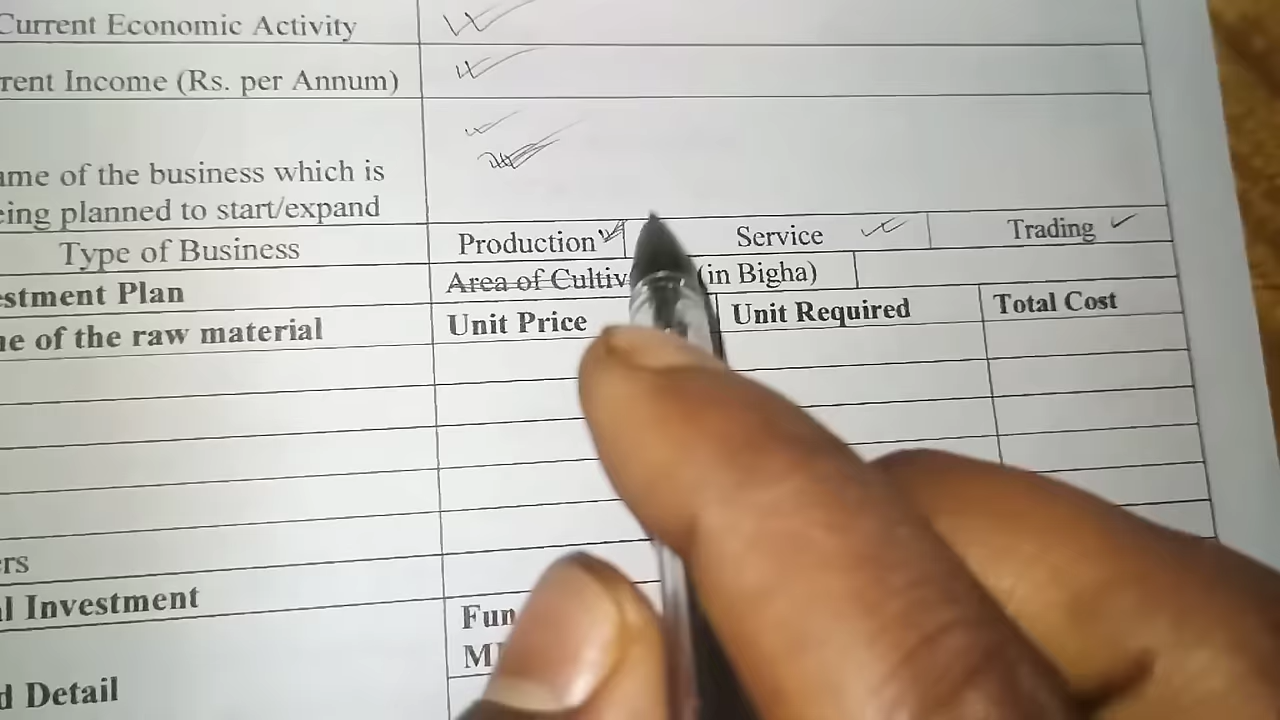 Current Economic Activity
rent Income (Rs. per Annum)
ame of the business which is
eing planned to start/expand
Type of Business Production Service Trading
estment Plan Area of Cultiv (in Bigha)
e of the raw material Unit Price Unit Required Total Cost
rs
l Investment
Fun
M
d Detail